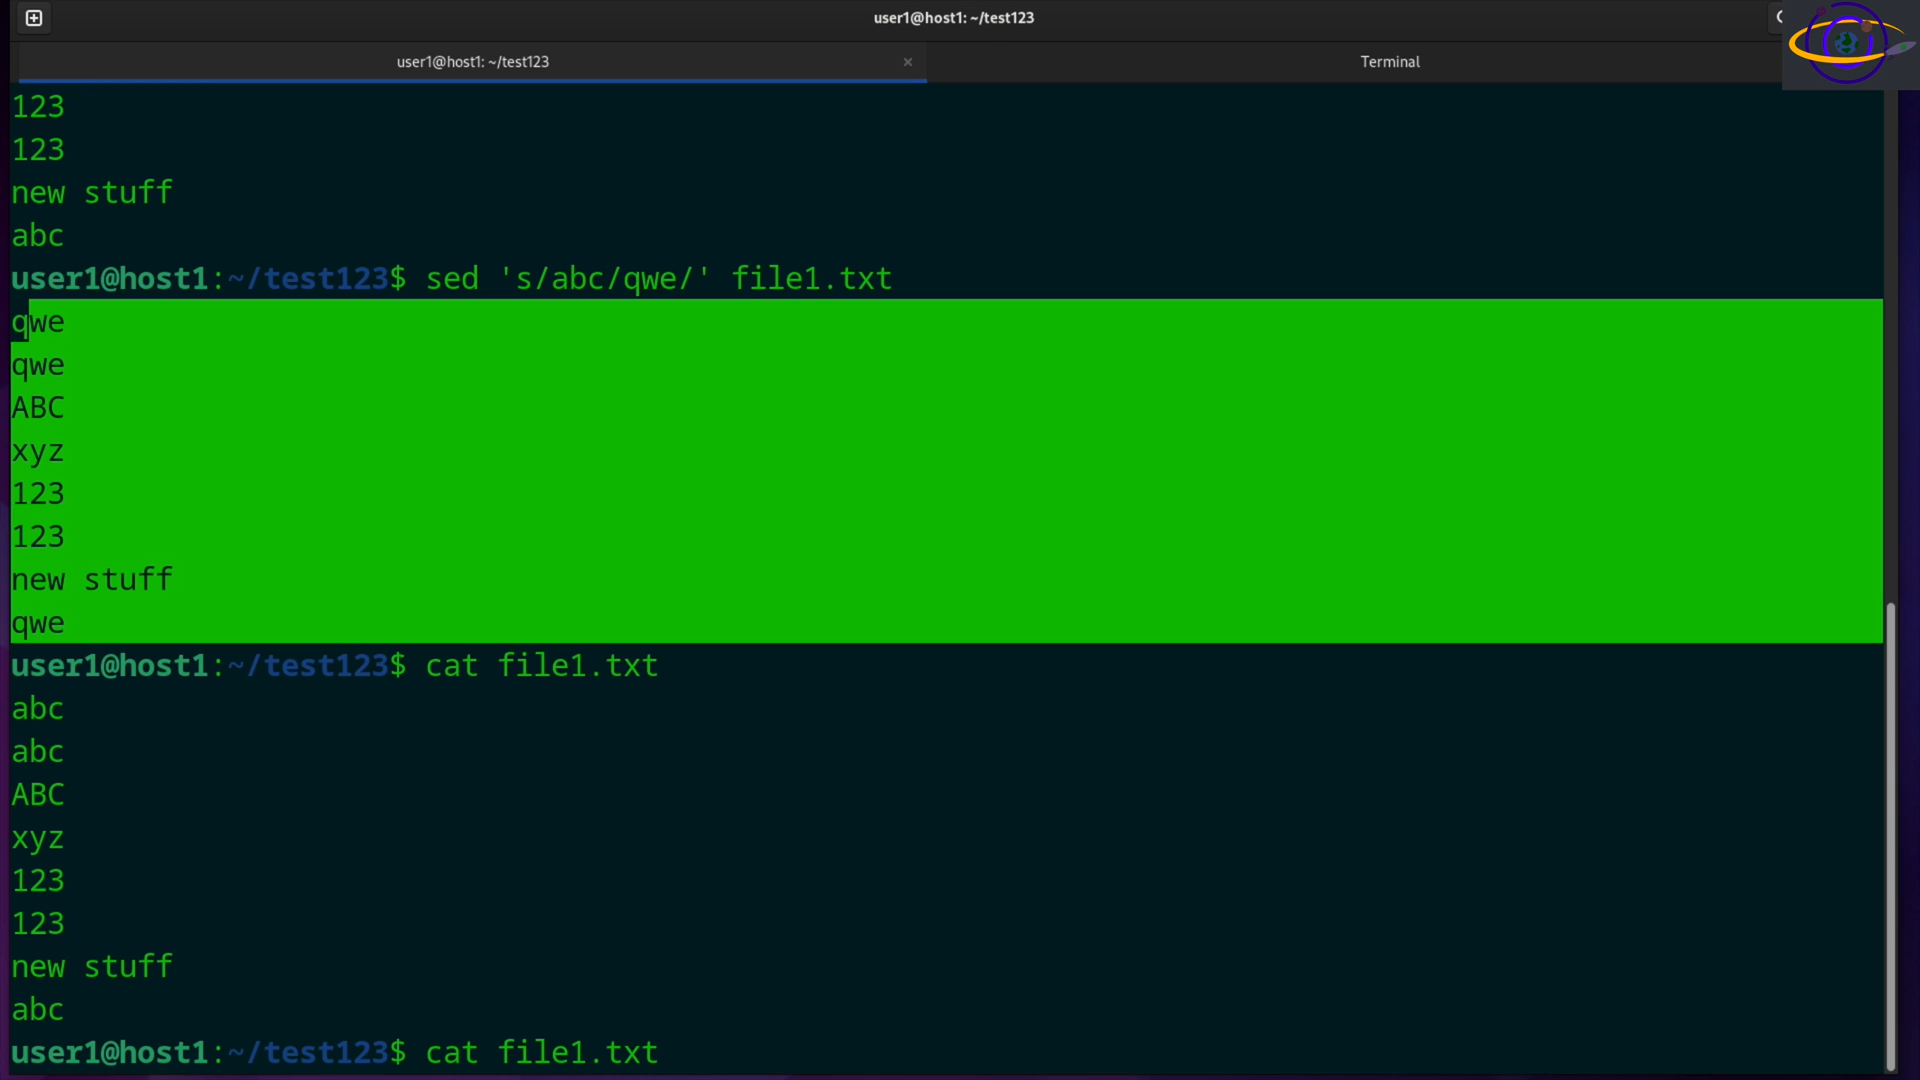 user1@host1: ~/test123
user1@host1: ~/test123
Terminal
123
123
new stuff
abc
user1@host1:~/test123$ sed 's/abc/qwe/' file1.txt
qwe
qwe
ABC
xyz
123
123
new stuff
qwe
user1@host1:~/test123$ cat file1.txt
abc
abc
ABC
xyz
123
123
new stuff
abc
user1@host1:~/test123$ cat file1.txt